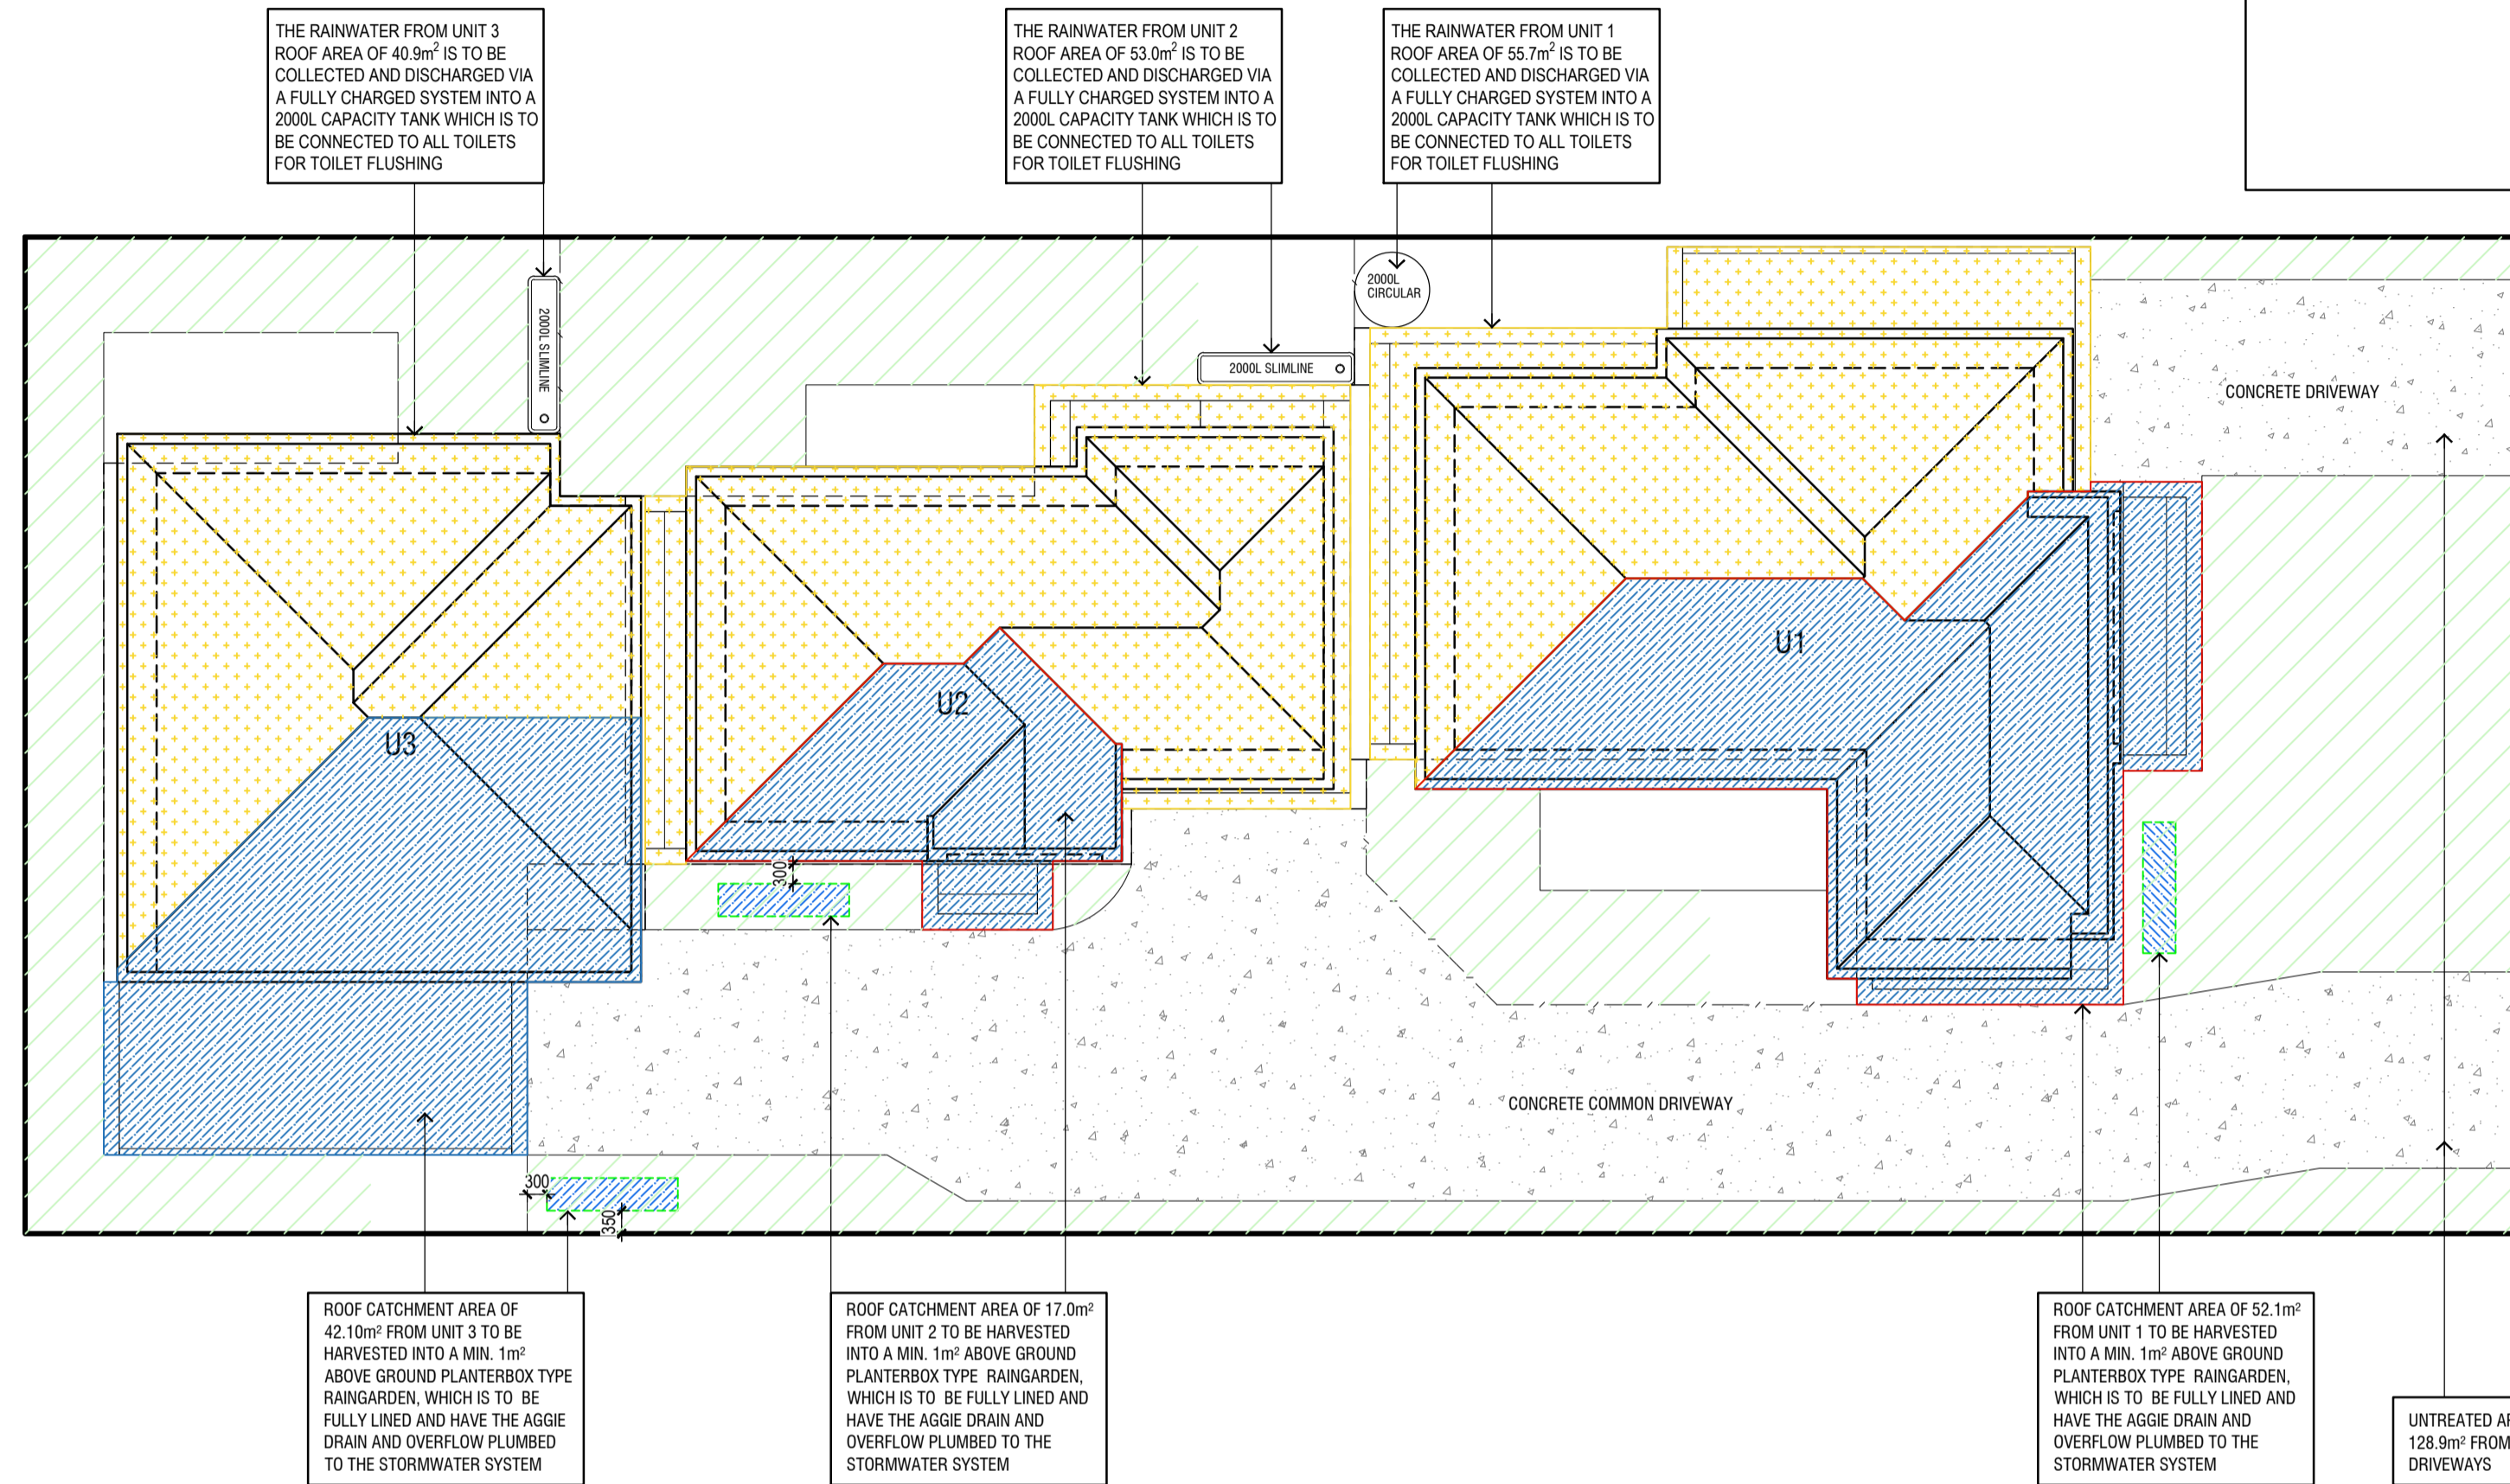 THE RAINWATER FROM UNIT 3
ROOF AREA OF 40.9m² IS TO BE
COLLECTED AND DISCHARGED VIA
A FULLY CHARGED SYSTEM INTO A
2000L CAPACITY TANK WHICH IS TO
BE CONNECTED TO ALL TOILETS
FOR TOILET FLUSHING
THE RAINWATER FROM UNIT 2
ROOF AREA OF 53.0m² IS TO BE
COLLECTED AND DISCHARGED VIA
A FULLY CHARGED SYSTEM INTO A
2000L CAPACITY TANK WHICH IS TO
BE CONNECTED TO ALL TOILETS
FOR TOILET FLUSHING
THE RAINWATER FROM UNIT 1
ROOF AREA OF 55.7m² IS TO BE
COLLECTED AND DISCHARGED VIA
A FULLY CHARGED SYSTEM INTO A
2000L CAPACITY TANK WHICH IS TO
BE CONNECTED TO ALL TOILETS
FOR TOILET FLUSHING
2000L SLIMLINE
2000L SLIMLINE
2000L
CIRCULAR
CONCRETE DRIVEWAY
U3
U2
U1
300
CONCRETE COMMON DRIVEWAY
300
350
ROOF CATCHMENT AREA OF
42.10m² FROM UNIT 3 TO BE
HARVESTED INTO A MIN. 1m²
ABOVE GROUND PLANTERBOX TYPE
RAINGARDEN, WHICH IS TO BE
FULLY LINED AND HAVE THE AGGIE
DRAIN AND OVERFLOW PLUMBED
TO THE STORMWATER SYSTEM
ROOF CATCHMENT AREA OF 17.0m²
FROM UNIT 2 TO BE HARVESTED
INTO A MIN. 1m² ABOVE GROUND
PLANTERBOX TYPE RAINGARDEN,
WHICH IS TO BE FULLY LINED AND
HAVE THE AGGIE DRAIN AND
OVERFLOW PLUMBED TO THE
STORMWATER SYSTEM
ROOF CATCHMENT AREA OF 52.1m²
FROM UNIT 1 TO BE HARVESTED
INTO A MIN. 1m² ABOVE GROUND
PLANTERBOX TYPE RAINGARDEN,
WHICH IS TO BE FULLY LINED AND
HAVE THE AGGIE DRAIN AND
OVERFLOW PLUMBED TO THE
STORMWATER SYSTEM
UNTREATED
128.9m² FROM
DRIVEWAYS